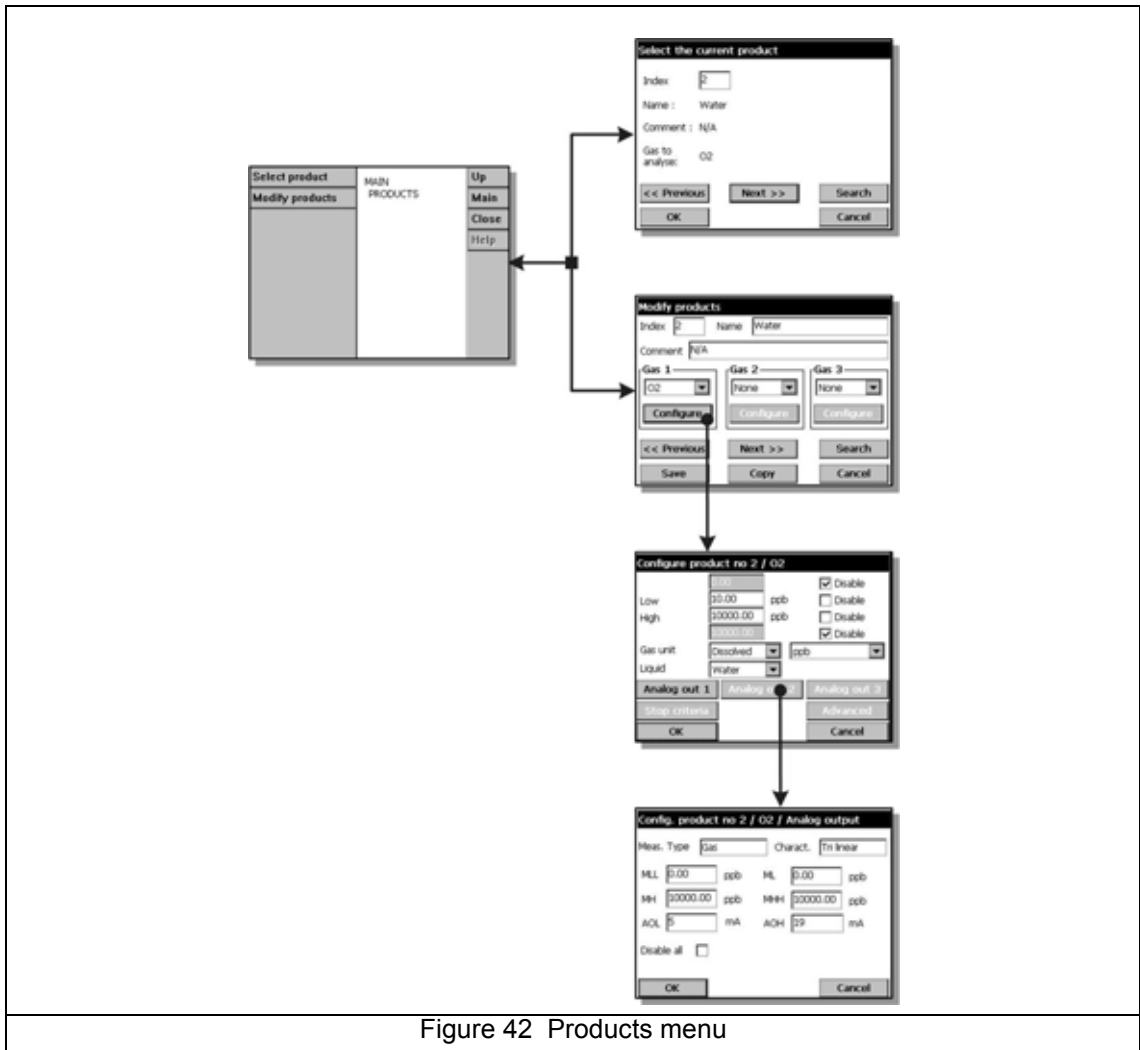 Select the current product
Index 2
Name : Water
Comment : N/A
Gas to analyse: O2
<< Previous Next >> Search
OK Cancel
Select product MAIN Up
Modify products PRODUCTS Main
Close
Help
Modify products
Index 2 Name Water
Comment N/A
Gas 1 Gas 2 Gas 3
O2 None None
Configure Configure Configure
<< Previous Next >> Search
Save Copy Cancel
Configure product no 2 / O2
0.00 Disable
Low 10.00 ppb Disable
High 10000.00 ppb Disable
10000.00 Disable
Gas unit Dissolved ppb
Liquid Water
Analog out 1 Analog 2 Analog out 3
Stop criteria Advanced
OK Cancel
Config. product no 2 / O2 / Analog output
Meas. Type Gas Charact. Tri linear
MLL 0.00 ppb ML 0.00 ppb
MH 10000.00 ppb MHH 10000.00 ppb
AOL 5 mA AOH 19 mA
Disable all
OK Cancel
Figure 42 Products menu